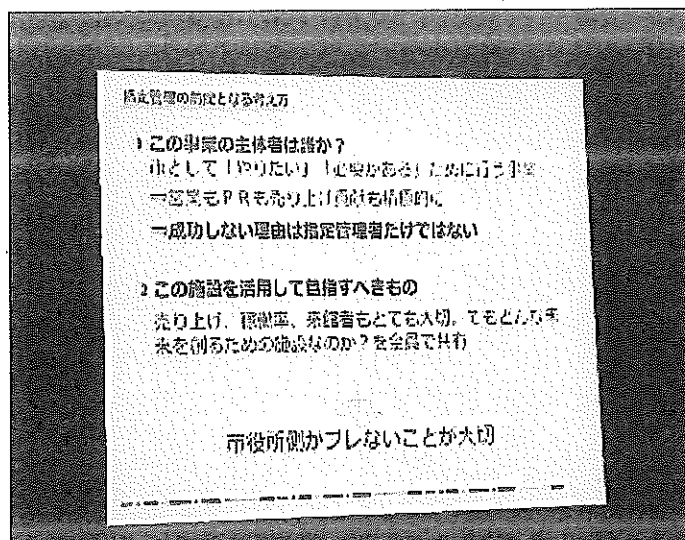 指定管理の前提となる考え方
1 この事業の主体者は誰か?
市として「やりたい」「必要がある」ために行う事業
→営業もPRも売り上げ貢献も積極的に
→成功しない理由は指定管理者だけではない
2 この施設を活用して目指すべきもの
売り上げ、稼働率、来館者もとても大切。でもどんな未
来を創るための施設なのか?を全員で共有
市役所側がブレないことが大切